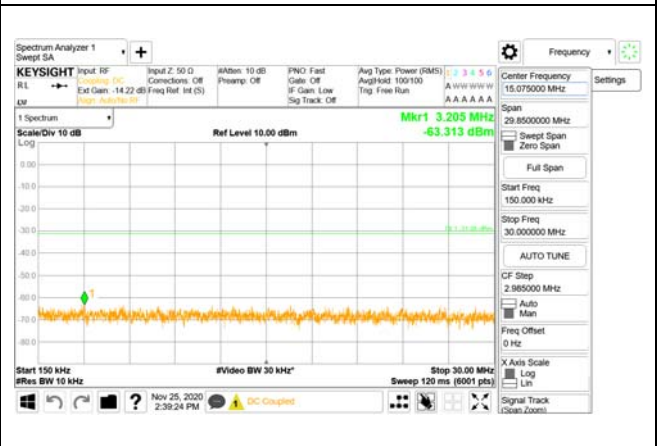 Spectrum Analyzer 1
Swept SA
+
Frequency
KEYSIGHT
RL
Input: RF
Coupling: DC
Ext Gain: -14.22 dB
Align: Auto/No RF
Input Z: 50 Ω
Corrections: Off
Freq Ref: Int (S)
#Atten: 10 dB
Preamp: Off
PNO: Fast
Gate: Off
IF Gain: Low
Sig Track: Off
Avg Type: Power (RMS)
Avg|Hold: 100/100
Trig: Free Run
1 2 3 4 5 6
A W W W W W
A A A A A A
1 Spectrum
Scale/Div 10 dB
Log
Ref Level 10.00 dBm
Mkr1 3.205 MHz
-63.313 dBm
0.00
-10.0
-20.0
-30.0
-40.0
-50.0
-60.0
-70.0
-80.0
1
Start 150 kHz
#Res BW 10 kHz
#Video BW 30 kHz*
Stop 30.00 MHz
Sweep 120 ms (6001 pts)
? Nov 25, 2020
2:39:24 PM
DC Coupled
Center Frequency
15.075000 MHz
Settings
Span
29.8500000 MHz
Swept Span
Zero Span
Full Span
Start Freq
150.000 kHz
Stop Freq
30.000000 MHz
AUTO TUNE
CF Step
2.985000 MHz
Auto
Man
Freq Offset
0 Hz
X Axis Scale
Log
Lin
Signal Track
(Span Zoom)